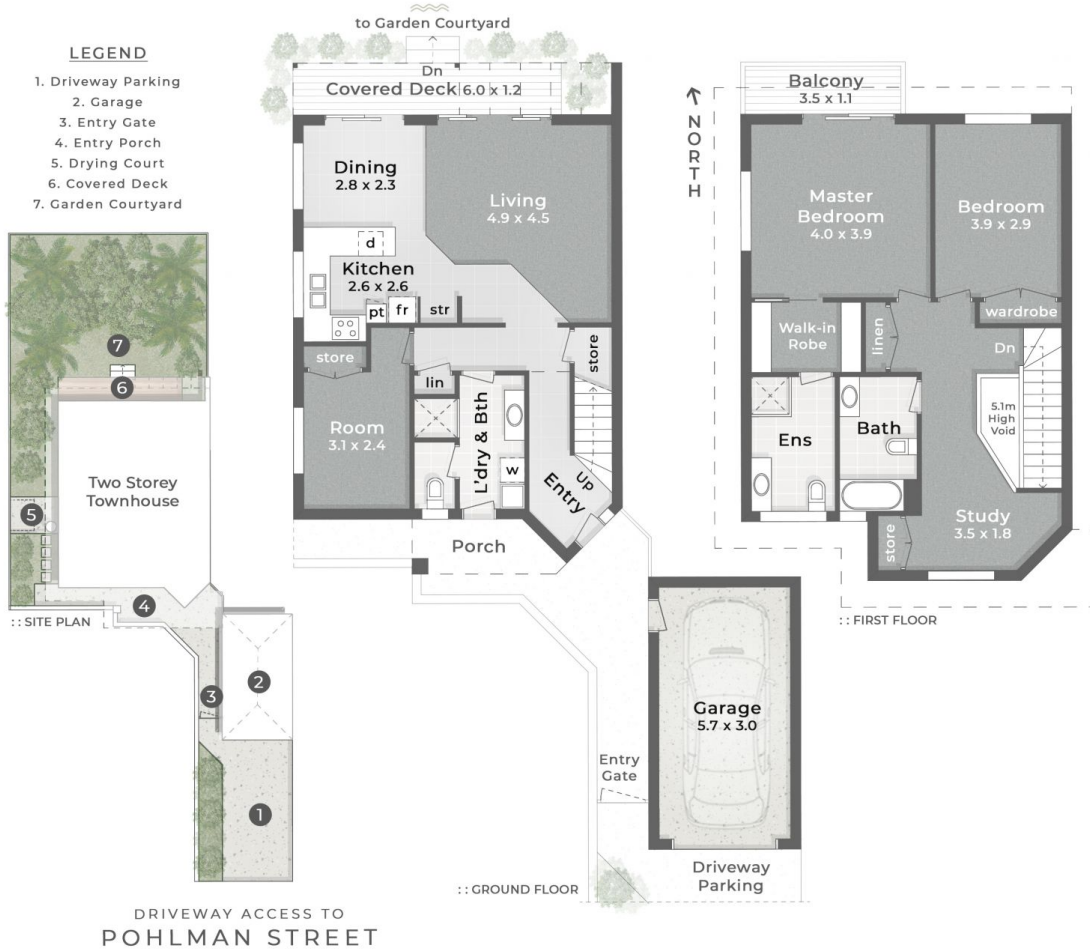 LEGEND
1. Driveway Parking
2. Garage
3. Entry Gate
4. Entry Porch
5. Drying Court
6. Covered Deck
7. Garden Courtyard
7
6
Two Storey
Townhouse
5
4
:: SITE PLAN
3
2
1
DRIVEWAY ACCESS TO
POHLMAN STREET
to Garden Courtyard
Dn
Covered Deck 6.0 x 1.2
Dining
2.8 x 2.3
Living
4.9 x 4.5
d
Kitchen
2.6 x 2.6
pt
fr
str
store
store
lin
Room
3.1 x 2.4
L'dry & Bth
w
Up
Entry
Porch
Garage
5.7 x 3.0
Entry
Gate
Driveway
Parking
:: GROUND FLOOR
NORTH
Balcony
3.5 x 1.1
Master
Bedroom
4.0 x 3.9
Bedroom
3.9 x 2.9
wardrobe
Walk-in
Robe
linen
Dn
5.1m
High
Void
Ens
Bath
Study
3.5 x 1.8
store
:: FIRST FLOOR